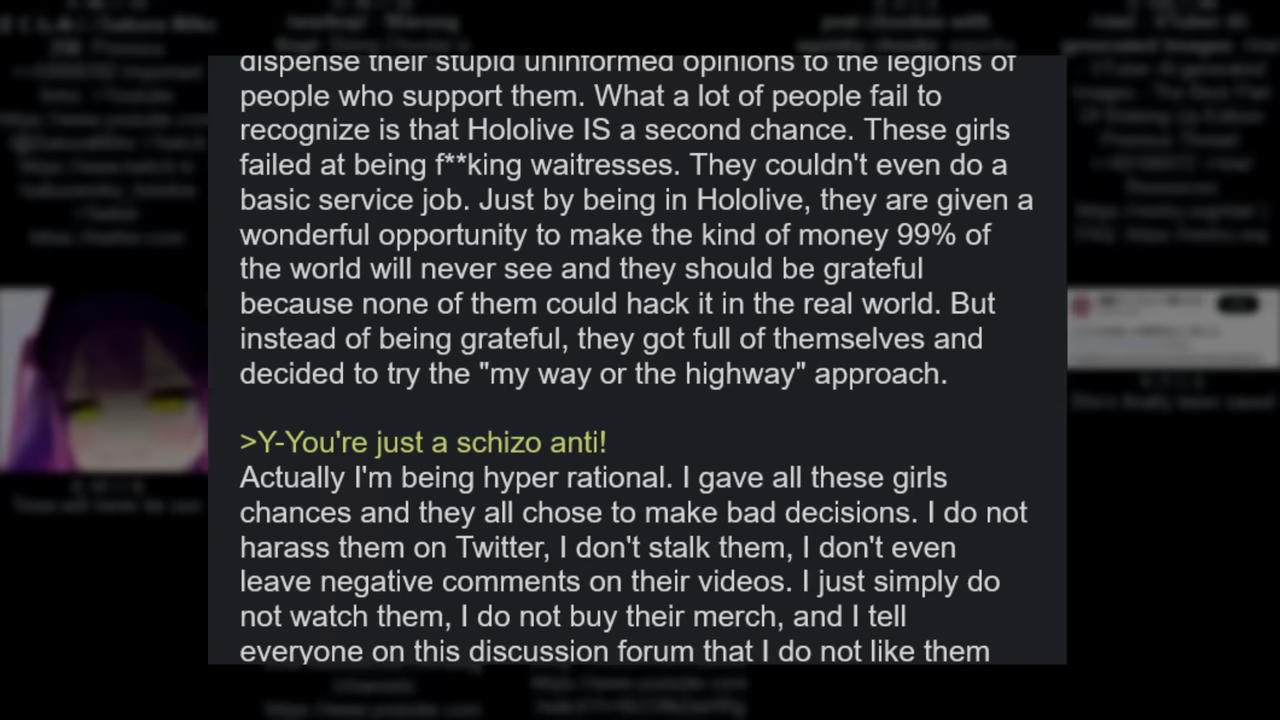 dispense their stupid uninformed opinions to the legions of
people who support them. What a lot of people fail to
recognize is that Hololive IS a second chance. These girls
failed at being f**king waitresses. They couldn't even do a
basic service job. Just by being in Hololive, they are given a
wonderful opportunity to make the kind of money 99% of
the world will never see and they should be grateful
because none of them could hack it in the real world. But
instead of being grateful, they got full of themselves and
decided to try the "my way or the highway" approach.
>Y-You're just a schizo anti!
Actually I'm being hyper rational. I gave all these girls
chances and they all chose to make bad decisions. I do not
harass them on Twitter, I don't stalk them, I don't even
leave negative comments on their videos. I just simply do
not watch them, I do not buy their merch, and I tell
everyone on this discussion forum that I do not like them